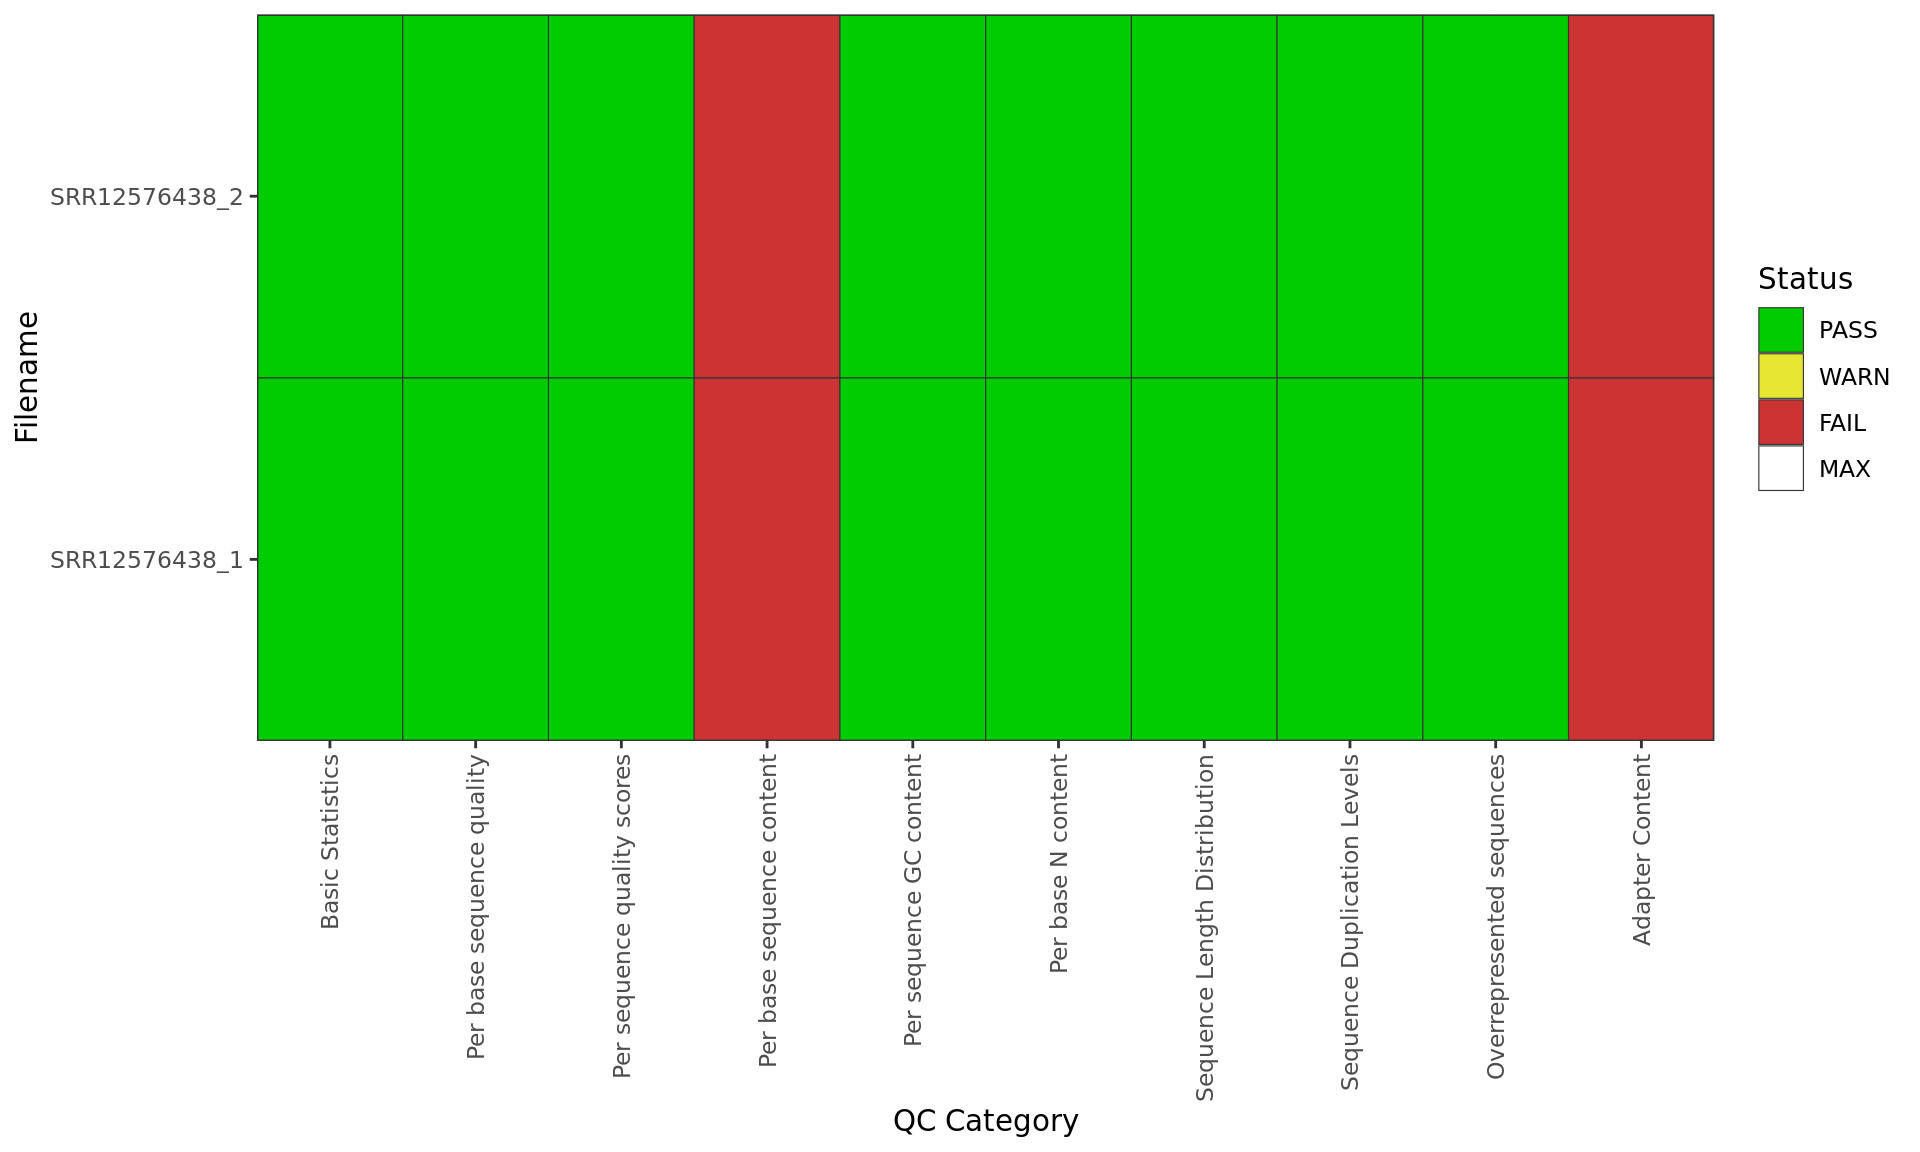 Filename
SRR12576438_2
SRR12576438_1
Basic Statistics
Per base sequence quality
Per sequence quality scores
Per base sequence content
Per sequence GC content
Per base N content
Sequence Length Distribution
Sequence Duplication Levels
Overrepresented sequences
Adapter Content
QC Category
Status
PASS
WARN
FAIL
MAX